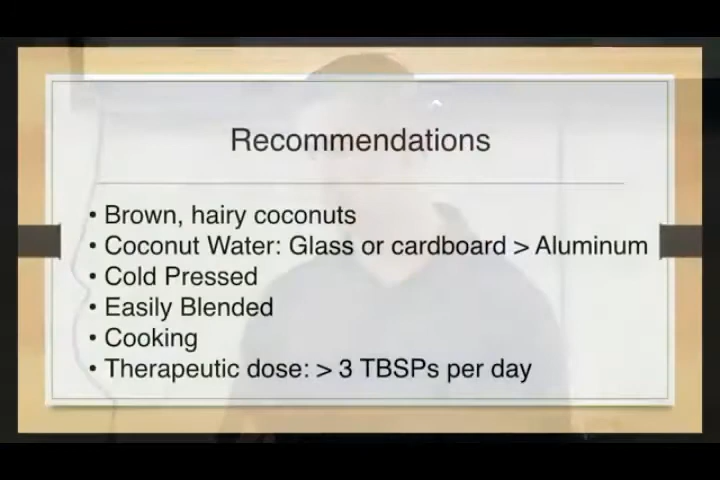 Recommendations
• Brown, hairy coconuts
• Coconut Water: Glass or cardboard > Aluminum
• Cold Pressed
• Easily Blended
• Cooking
• Therapeutic dose: > 3 TBSPs per day